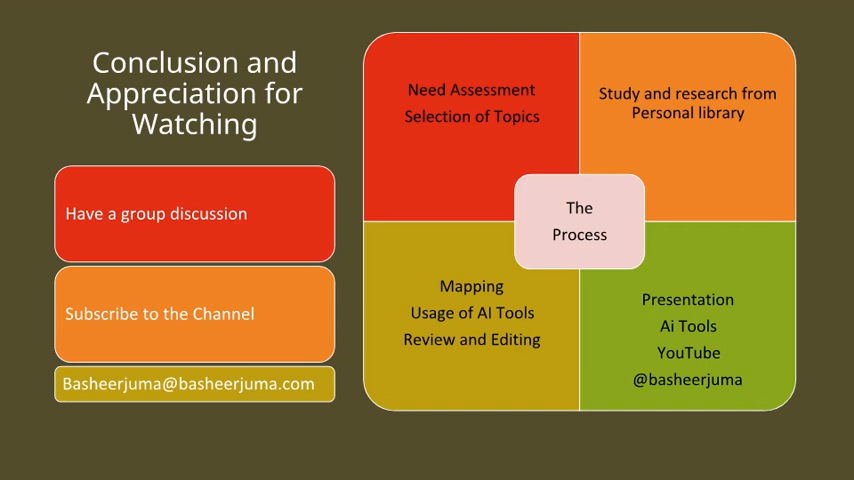 Conclusion and
Appreciation for
Watching
Have a group discussion
Subscribe to the Channel
Basheerjuma@basheerjuma.com
Need Assessment
Selection of Topics
Study and research from
Personal library
The
Process
Mapping
Usage of AI Tools
Review and Editing
Presentation
Ai Tools
YouTube
@basheerjuma